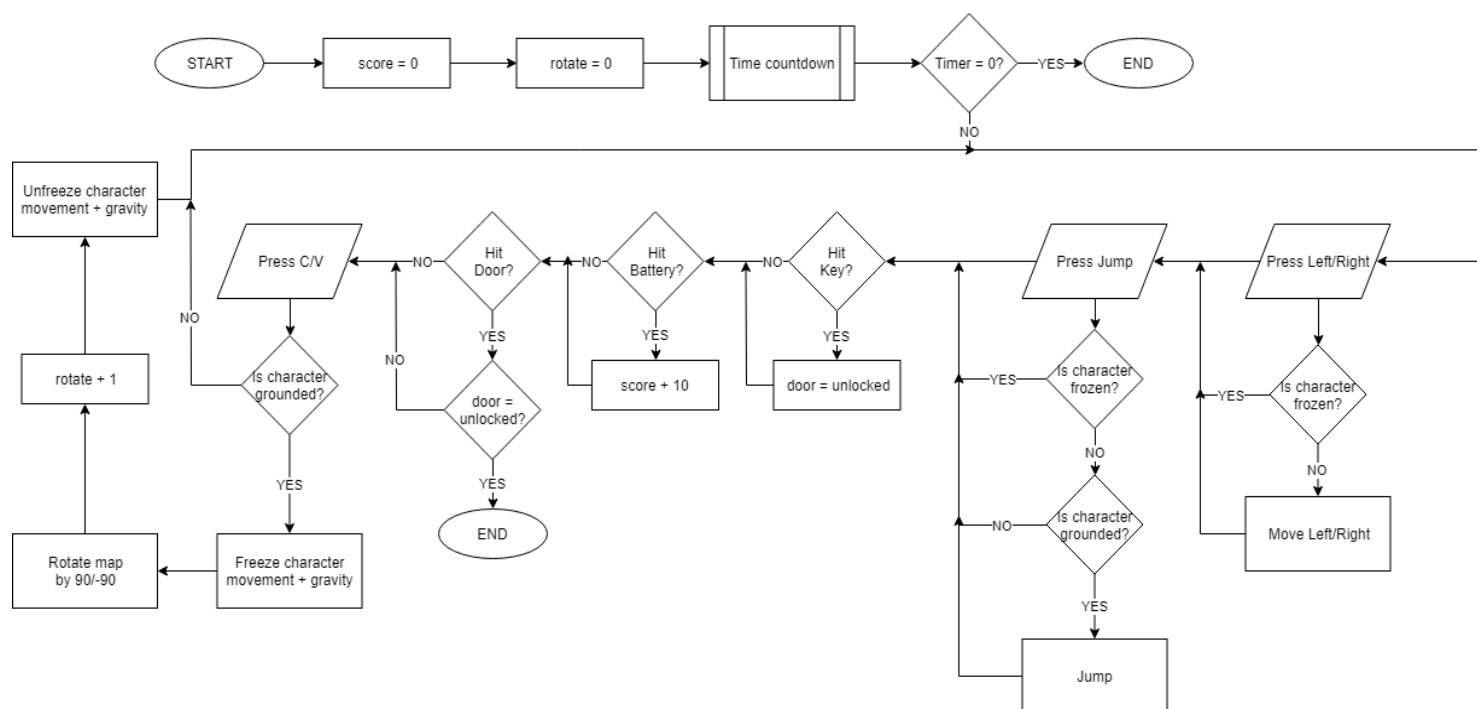 START
score = 0
rotate = 0
Time countdown
Timer = 0?
YES
END
NO
Unfreeze character
movement + gravity
Press C/V
NO
Hit
Door?
NO
Hit
Battery?
NO
Hit
Key?
Press Jump
Press Left/Right
NO
YES
YES
YES
rotate + 1
Is character
grounded?
NO
door =
unlocked?
score + 10
door = unlocked
YES
Is character
frozen?
YES
Is character
frozen?
NO
NO
YES
YES
END
NO
Is character
grounded?
Move Left/Right
Rotate map
by 90/-90
Freeze character
movement + gravity
YES
Jump